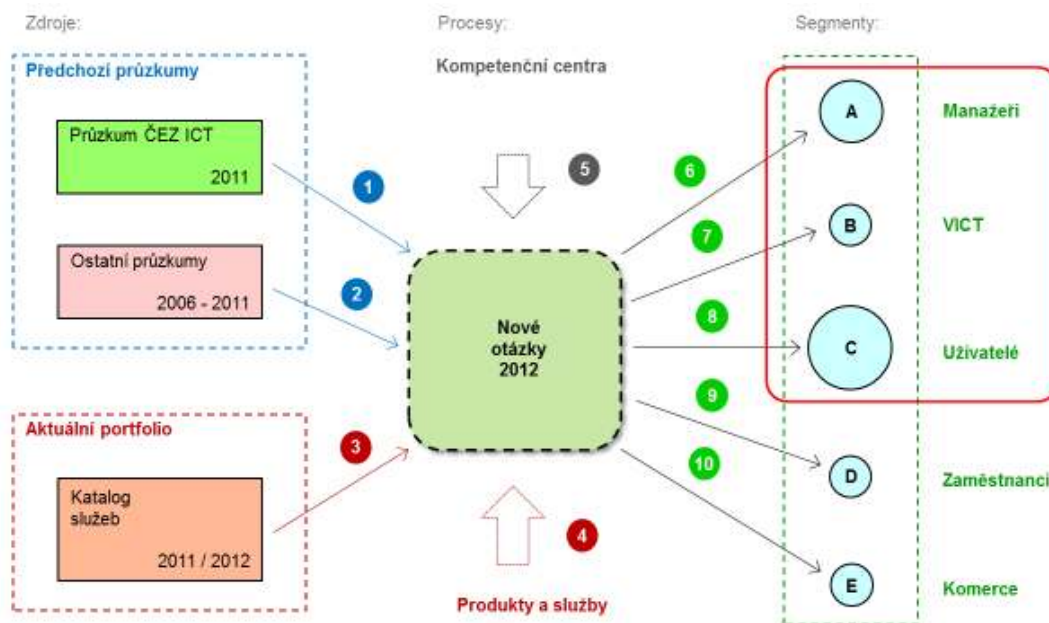 Zdroje:
Procesy:
Segmenty:
Předchozí průzkumy
Průzkum ČEZ ICT
2011
Ostatní průzkumy
2006 - 2011
Aktuální portfolio
Katalog
služeb
2011 / 2012
1
2
3
Kompetenční centra
5
Nové
otázky
2012
4
Produkty a služby
6
7
8
9
10
A
Manažeři
B
VICT
C
Uživatelé
D
Zaměstnanci
E
Komerce